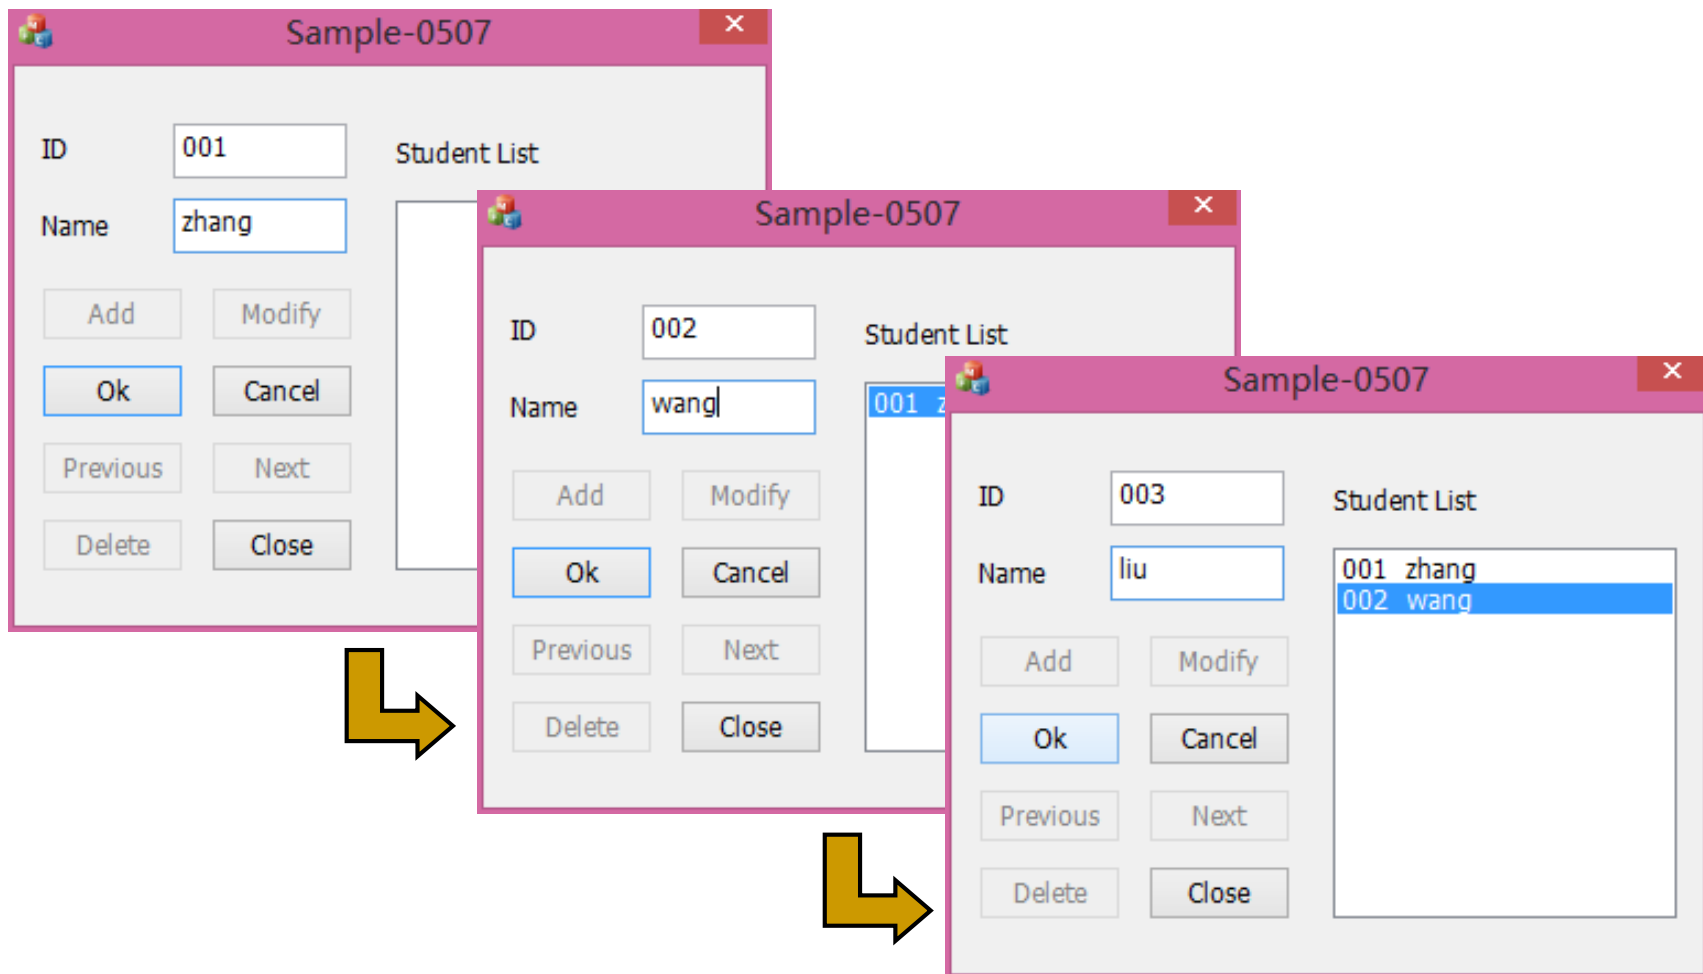 Sample-0507
ID 001 Student List
Name zhang
Add Modify
Ok Cancel
Previous Next
Delete Close
Sample-0507
ID 002 Student List
Name wang
001
Add Modify
Ok Cancel
Previous Next
Delete Close
Sample-0507
ID 003 Student List
Name liu
001 zhang
002 wang
Add Modify
Ok Cancel
Previous Next
Delete Close